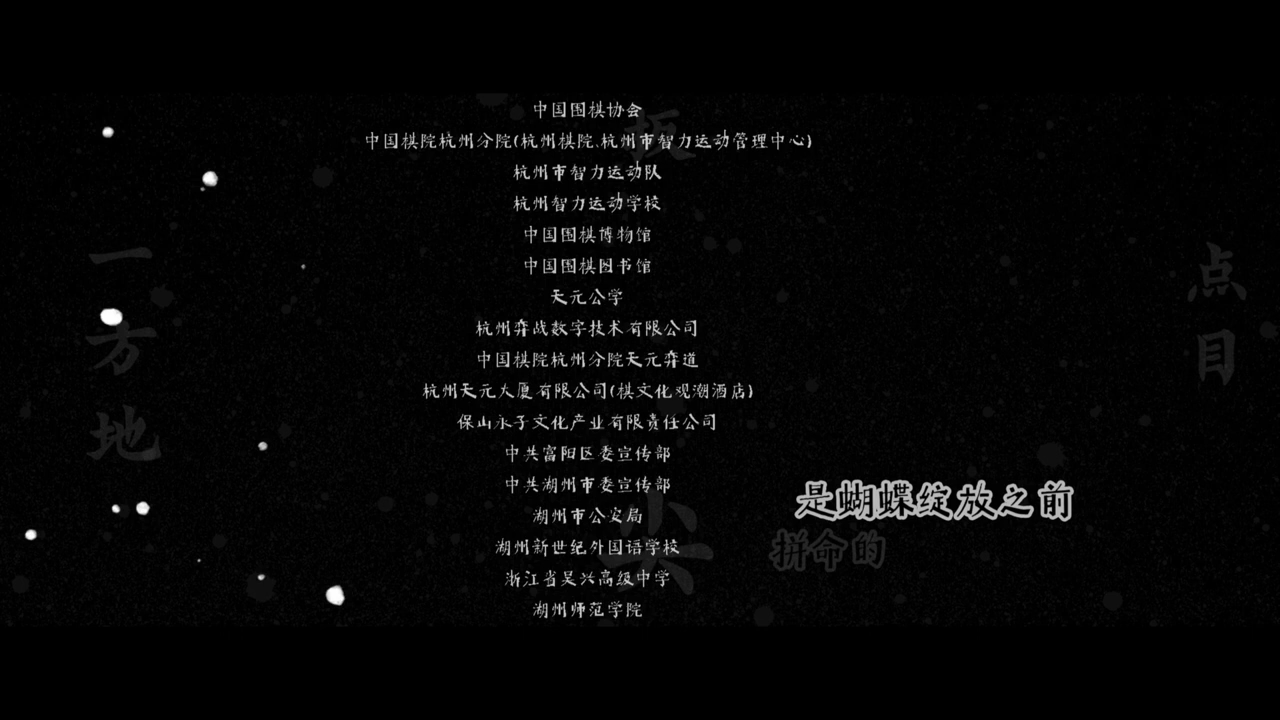 中国围棋协会
中国棋院杭州分院(杭州棋院、杭州市智力运动管理中心)
杭州市智力运动队
杭州智力运动学校
中国围棋博物馆
中国围棋图书馆
天元公学
杭州弈战数字技术有限公司
中国棋院杭州分院天元弈道
杭州天元大厦有限公司(棋文化观潮酒店)
保山永子文化产业有限责任公司
中共富阳区委宣传部
中共湖州市委宣传部
湖州市公安局
湖州新世纪外国语学校
浙江省吴兴高级中学
湖州师范学院
一方地
点目
扳
尖
是蝴蝶绽放之前
拼命的